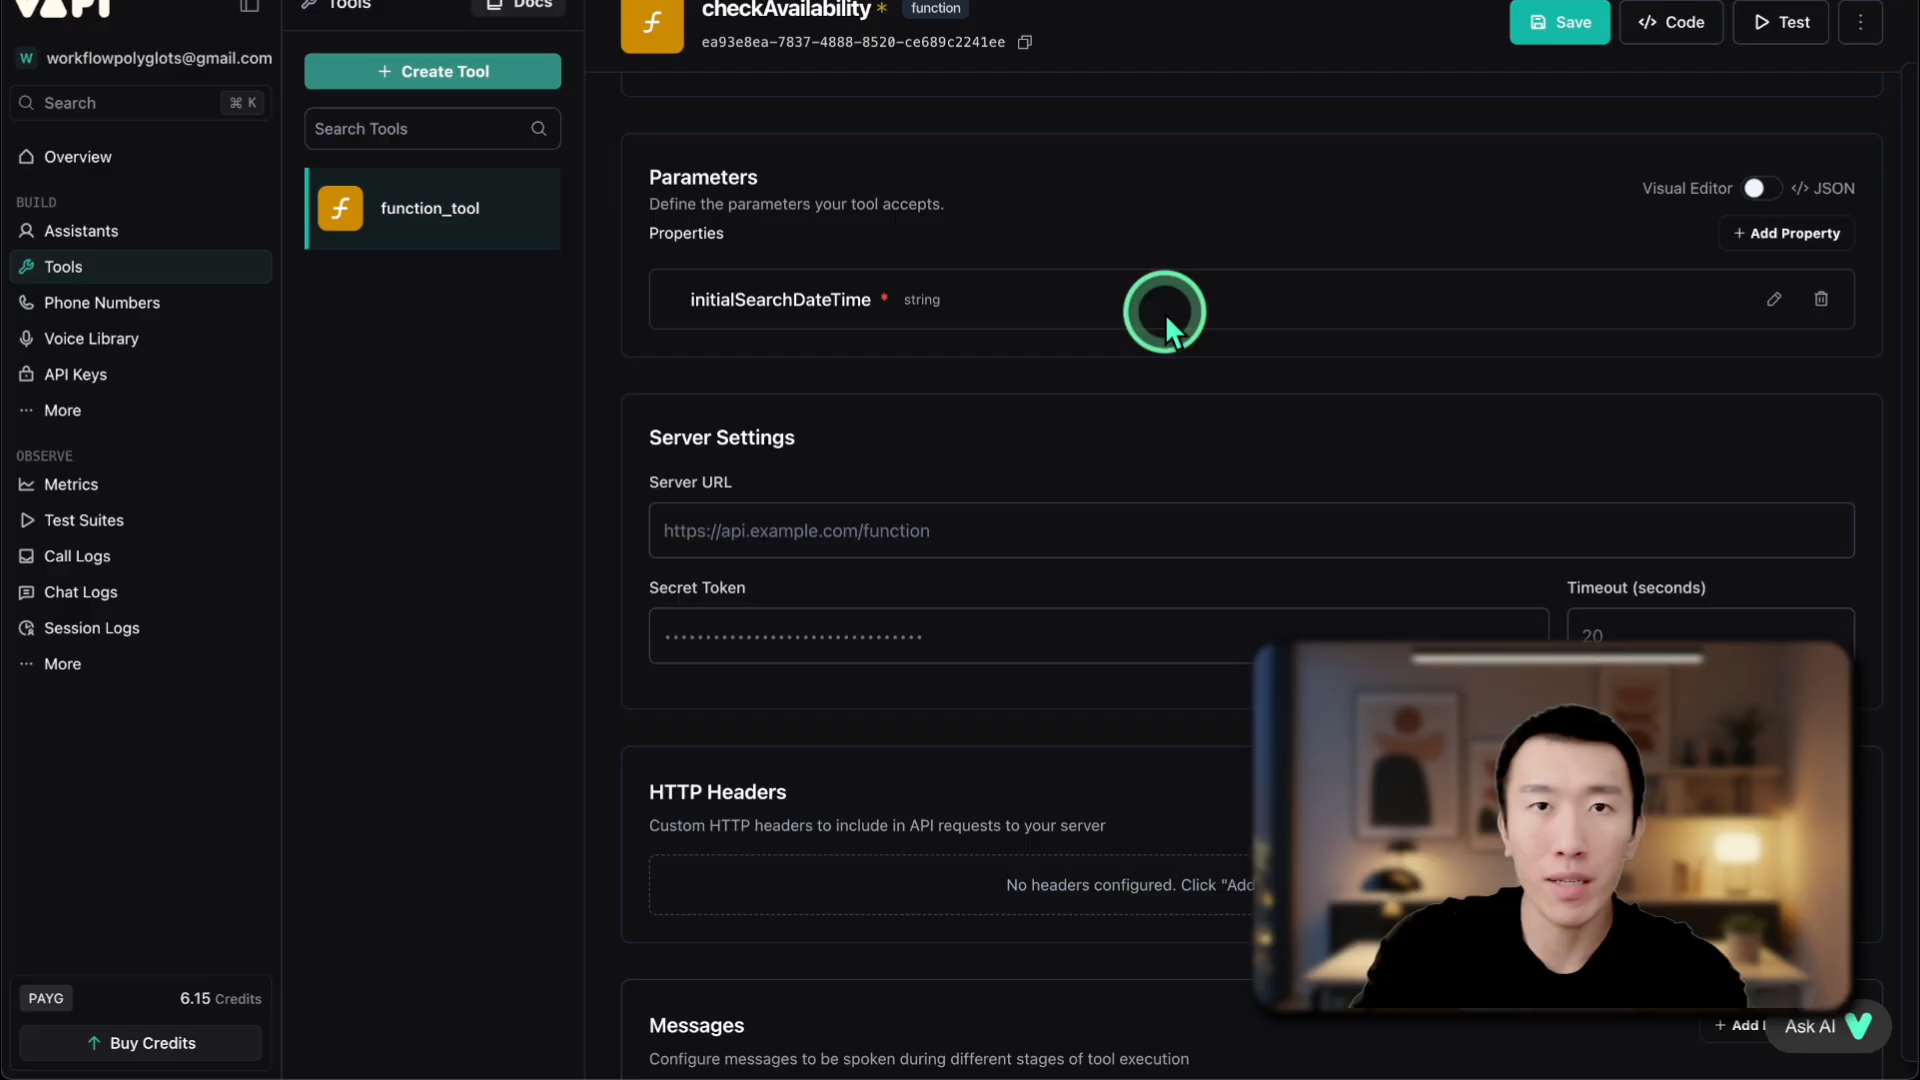 VAPI
Tools
Docs
checkAvailability *
function
ea93e8ea-7837-4888-8520-ce689c2241ee
Save
</> Code
Test
W
workflowpolyglots@gmail.com
Search
⌘ K
+ Create Tool
Search Tools
function_tool
Overview
BUILD
Assistants
Tools
Phone Numbers
Voice Library
API Keys
More
OBSERVE
Metrics
Test Suites
Call Logs
Chat Logs
Session Logs
More
PAYG
6.15 Credits
Buy Credits
Parameters
Define the parameters your tool accepts.
Visual Editor
</> JSON
Properties
+ Add Property
initialSearchDateTime * string
Server Settings
Server URL
https://api.example.com/function
Secret Token
Timeout (seconds)
20
HTTP Headers
Custom HTTP headers to include in API requests to your server
No headers configured. Click "Add
Messages
+ Add
Configure messages to be spoken during different stages of tool execution
Ask AI